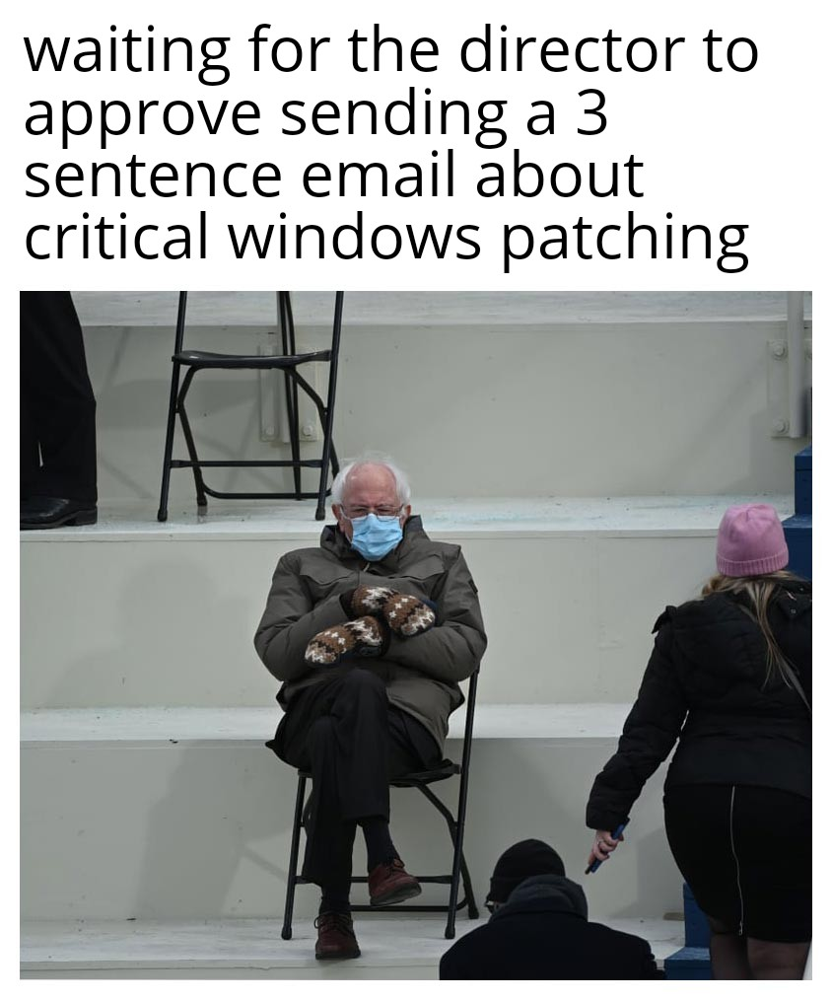 waiting for the director to
approve sending a 3
sentence email about
critical windows patching